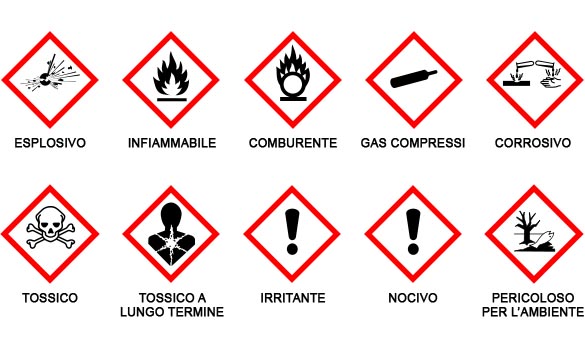 ESPLOSIVO
INFIAMMABILE
COMBURENTE
GAS COMPRESSI
CORROSIVO
TOSSICO
TOSSICO A
LUNGO TERMINE
IRRITANTE
NOCIVO
PERICOLOSO
PER L'AMBIENTE